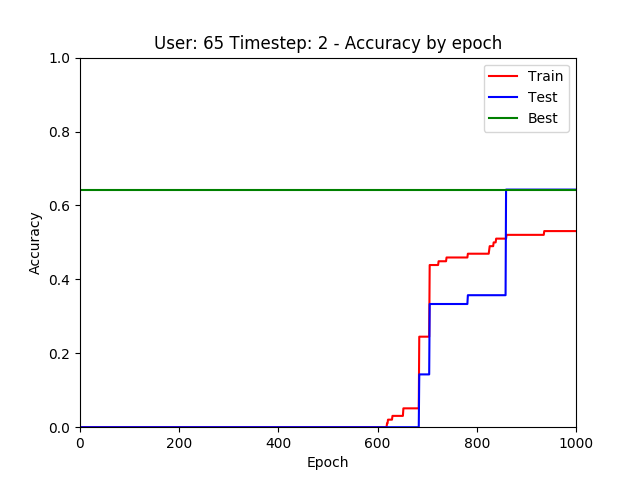 User: 65 Timestep: 2 - Accuracy by epoch
1.0
0.8
0.6
0.4
0.2
0.0
Accuracy
Train
Test
Best
0 200 400 600 800 1000
Epoch